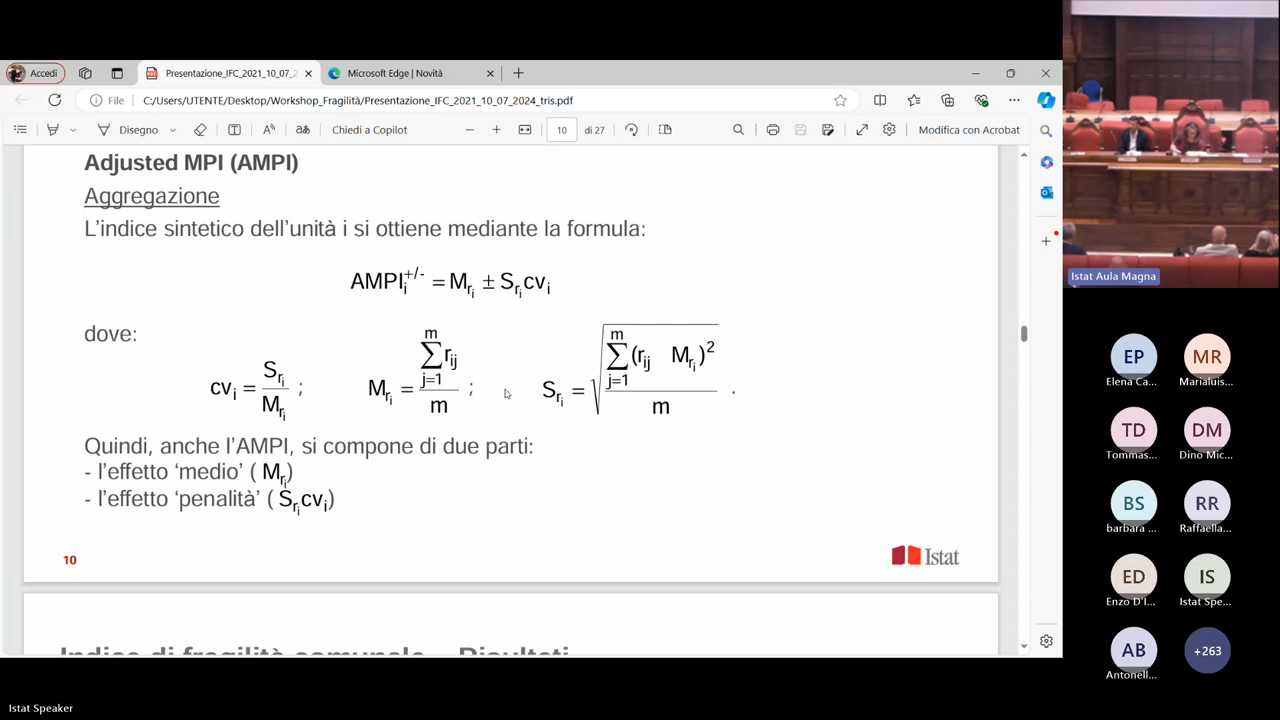 Accedi
Presentazione_IFC_2021_10_07_2
Microsoft Edge | Novità
File
C:/Users/UTENTE/Desktop/Workshop_Fragilità/Presentazione_IFC_2021_10_07_2024_tris.pdf
Disegno
Chiedi a Copilot
10 di 27
Modifica con Acrobat
Adjusted MPI (AMPI)
Aggregazione
L'indice sintetico dell'unità i si ottiene mediante la formula:
AMPI_i^{+/-} = M_{r_i} ± S_{r_i} cv_i
dove:
cv_i = S_{r_i} / M_{r_i} ; M_{r_i} = ∑_{j=1}^{m} r_{ij} / m ; S_{r_i} = √(∑_{j=1}^{m} (r_{ij} M_{r_i})^2 / m) .
Quindi, anche l'AMPI, si compone di due parti:
- l'effetto 'medio' ( M_{r_i})
- l'effetto 'penalità' ( S_{r_i} cv_i)
10
Istat
Indice di fragilità comunale – Risultati
Istat Aula Magna
EP MR
Elena Ca... Marialuis...
TD DM
Tommas... Dino Mic...
BS RR
barbara ... Raffaella...
ED IS
Enzo D'I... Istat Spe...
AB +263
Antonell...
Istat Speaker